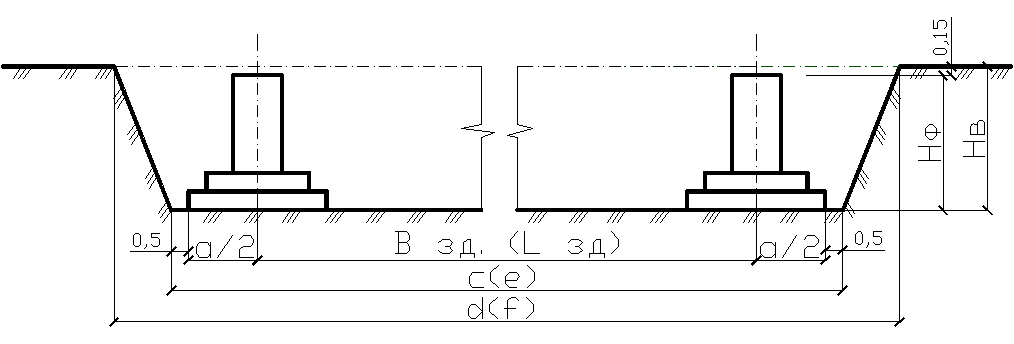 0,15
Нф
Нв
0,5
а/2
В зд. (L зд)
а/2
0,5
с(е)
d(f)